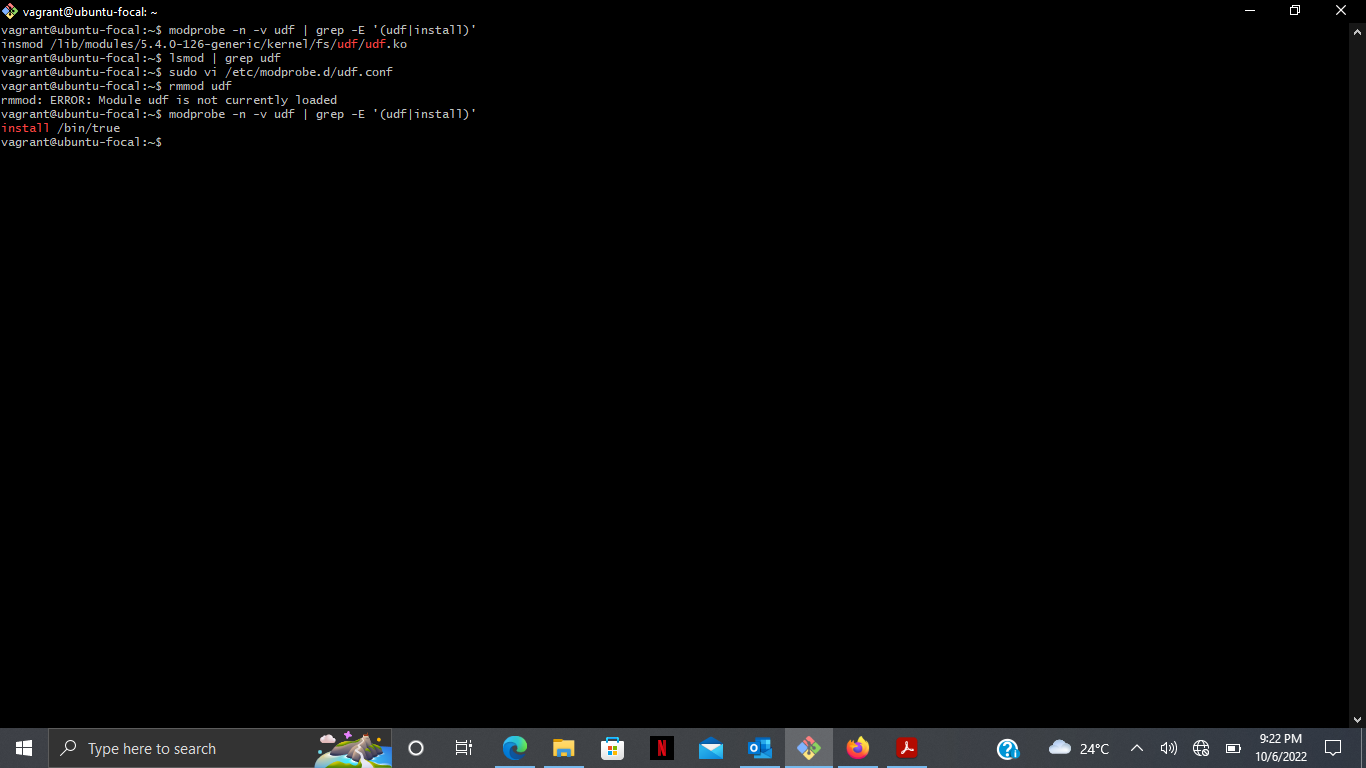 vagrant@ubuntu-focal: ~
vagrant@ubuntu-focal:~$ modprobe -n -v udf | grep -E '(udf|install)'
insmod /lib/modules/5.4.0-126-generic/kernel/fs/udf/udf.ko
vagrant@ubuntu-focal:~$ lsmod | grep udf
vagrant@ubuntu-focal:~$ sudo vi /etc/modprobe.d/udf.conf
vagrant@ubuntu-focal:~$ rmmod udf
rmmod: ERROR: Module udf is not currently loaded
vagrant@ubuntu-focal:~$ modprobe -n -v udf | grep -E '(udf|install)'
install /bin/true
vagrant@ubuntu-focal:~$
Type here to search
24°C
9:22 PM
10/6/2022